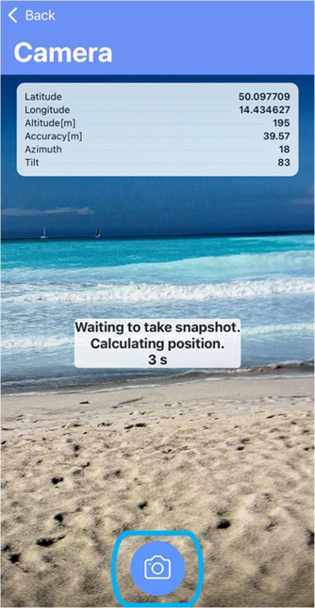 Back
Camera
Latitude 50.097709
Longitude 14.434627
Altitude[m] 195
Accuracy[m] 39.57
Azimuth 18
Tilt 83
Waiting to take snapshot.
Calculating position.
3 s